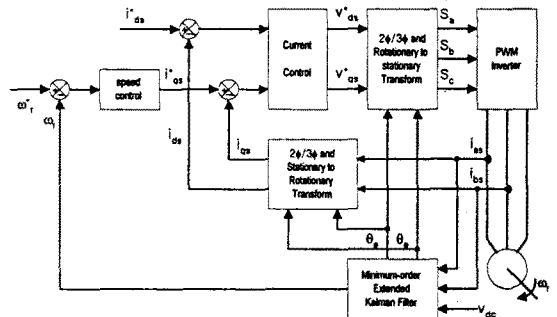 i*ds
v*ds
Sa
Current
Control
2ϕ/3ϕ and
Rotationary to
stationary
Transform
Sb
PWM
Inverter
speed
control
i*qs
v*qs
Sc
ω*r
ωr
ids
iqs
2ϕ/3ϕ and
Stationary to
Rotationary
Transform
ias
ibs
θe
θe
Minimum-order
Extended
Kalman Filter
ωr
Vdc